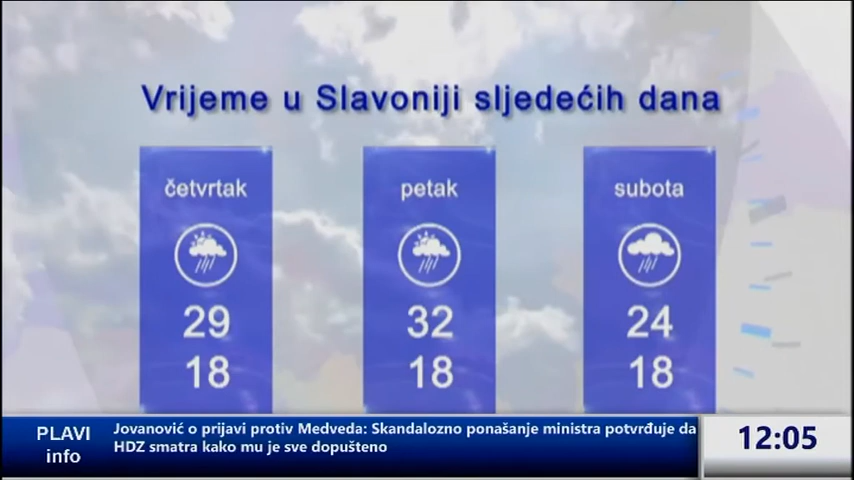 Vrijeme u Slavoniji sljedećih dana
četvrtak
29
18
petak
32
18
subota
24
18
PLAVI
info
Jovanović o prijavi protiv Medveda: Skandalozno ponašanje ministra potvrđuje da
HDZ smatra kako mu je sve dopušteno
12:05